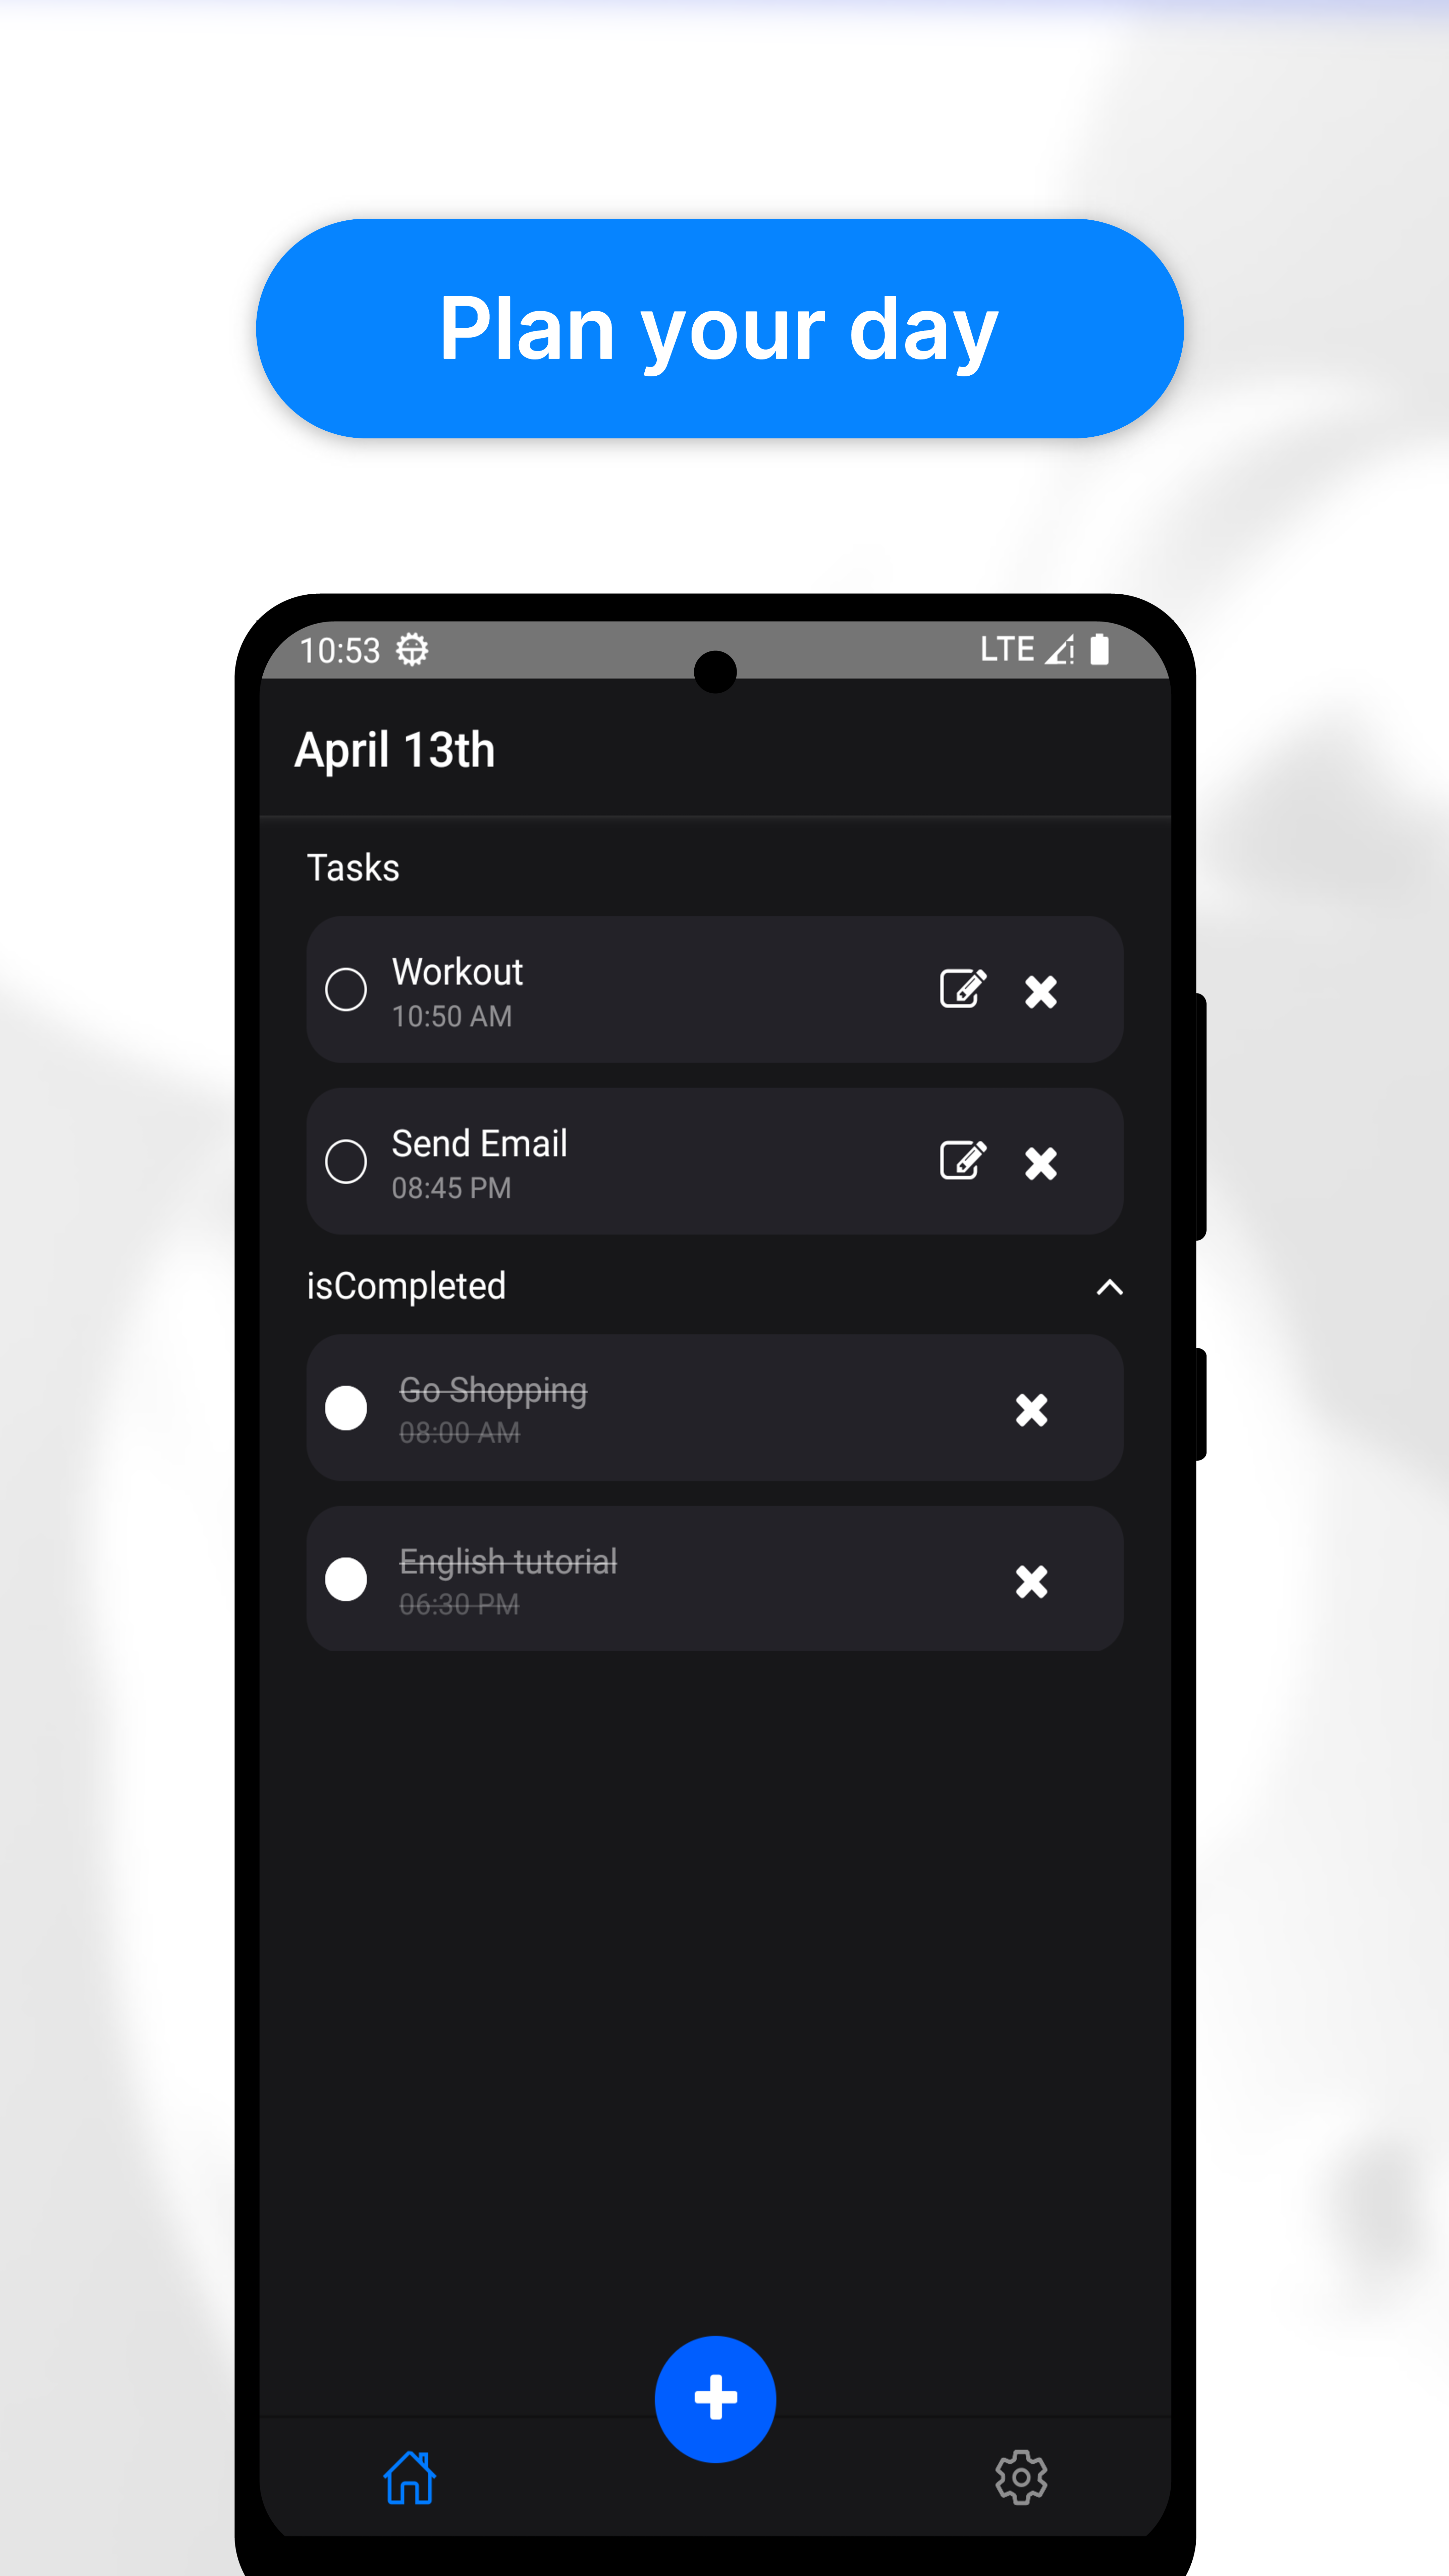 Plan your day
10:53
LTE
April 13th
Tasks
Workout
10:50 AM
Send Email
08:45 PM
isCompleted
Go Shopping
08:00 AM
English tutorial
06:30 PM